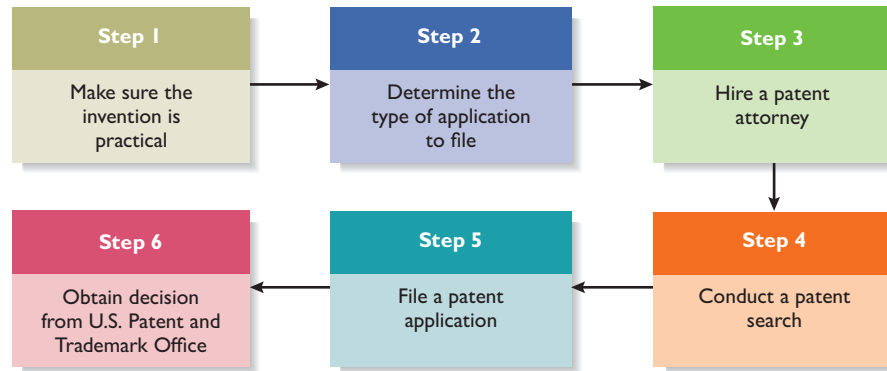 Step 1
Make sure the
invention is
practical
Step 2
Determine the
type of application
to file
Step 3
Hire a patent
attorney
Step 4
Conduct a patent
search
Step 5
File a patent
application
Step 6
Obtain decision
from U.S. Patent and
Trademark Office